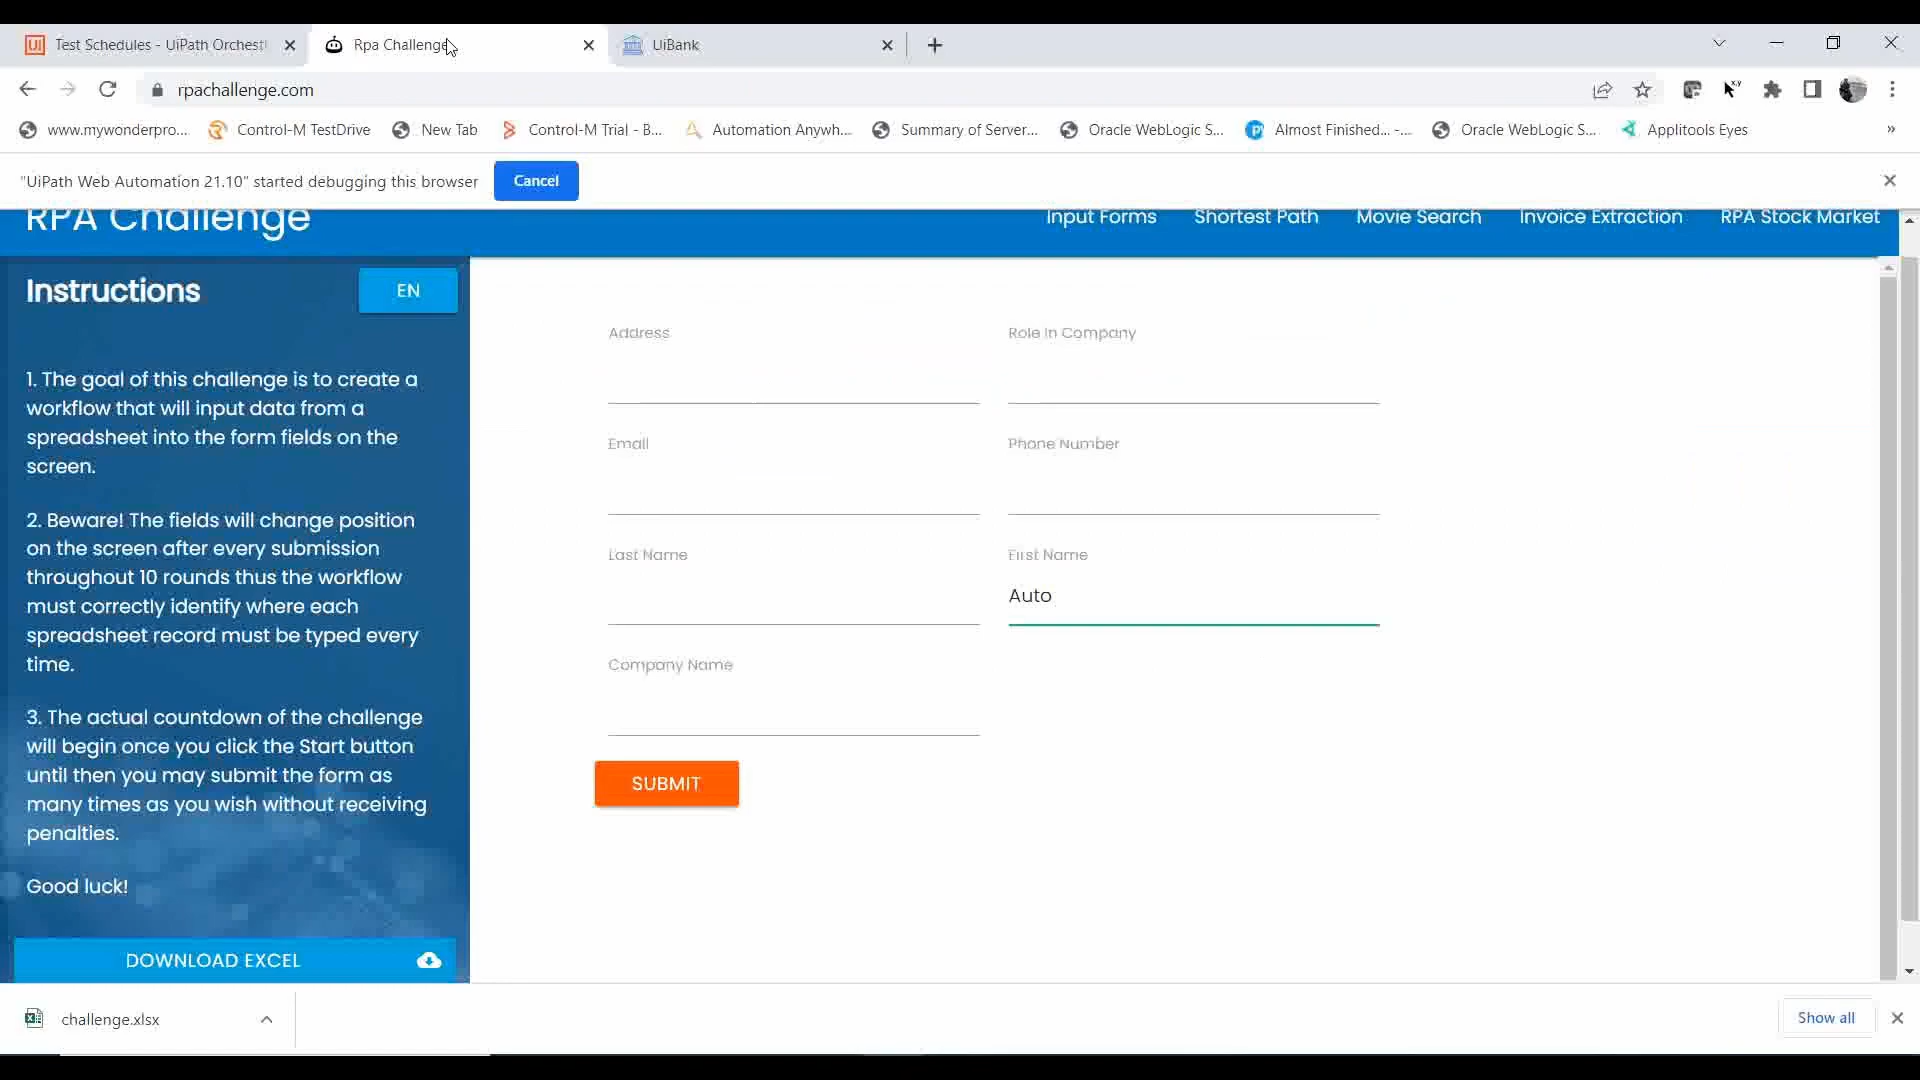 Test Schedules - UiPath Orchest
Rpa Challenge
UiBank
rpachallenge.com
www.mywonderpro...
Control-M TestDrive
New Tab
Control-M Trial - B...
Automation Anywh...
Summary of Server...
Oracle WebLogic S...
Almost Finished... -...
Oracle WebLogic S...
Applitools Eyes
»
"UiPath Web Automation 21.10" started debugging this browser
Cancel
RPA Challenge
Input Forms
Shortest Path
Movie Search
Invoice Extraction
RPA Stock Market
Instructions
EN
1. The goal of this challenge is to create a
workflow that will input data from a
spreadsheet into the form fields on the
screen.
2. Beware! The fields will change position
on the screen after every submission
throughout 10 rounds thus the workflow
must correctly identify where each
spreadsheet record must be typed every
time.
3. The actual countdown of the challenge
will begin once you click the Start button
until then you may submit the form as
many times as you wish without receiving
penalties.
Good luck!
DOWNLOAD EXCEL
Address
Role in Company
Email
Phone Number
Last Name
First Name
Auto
Company Name
SUBMIT
challenge.xlsx
Show all